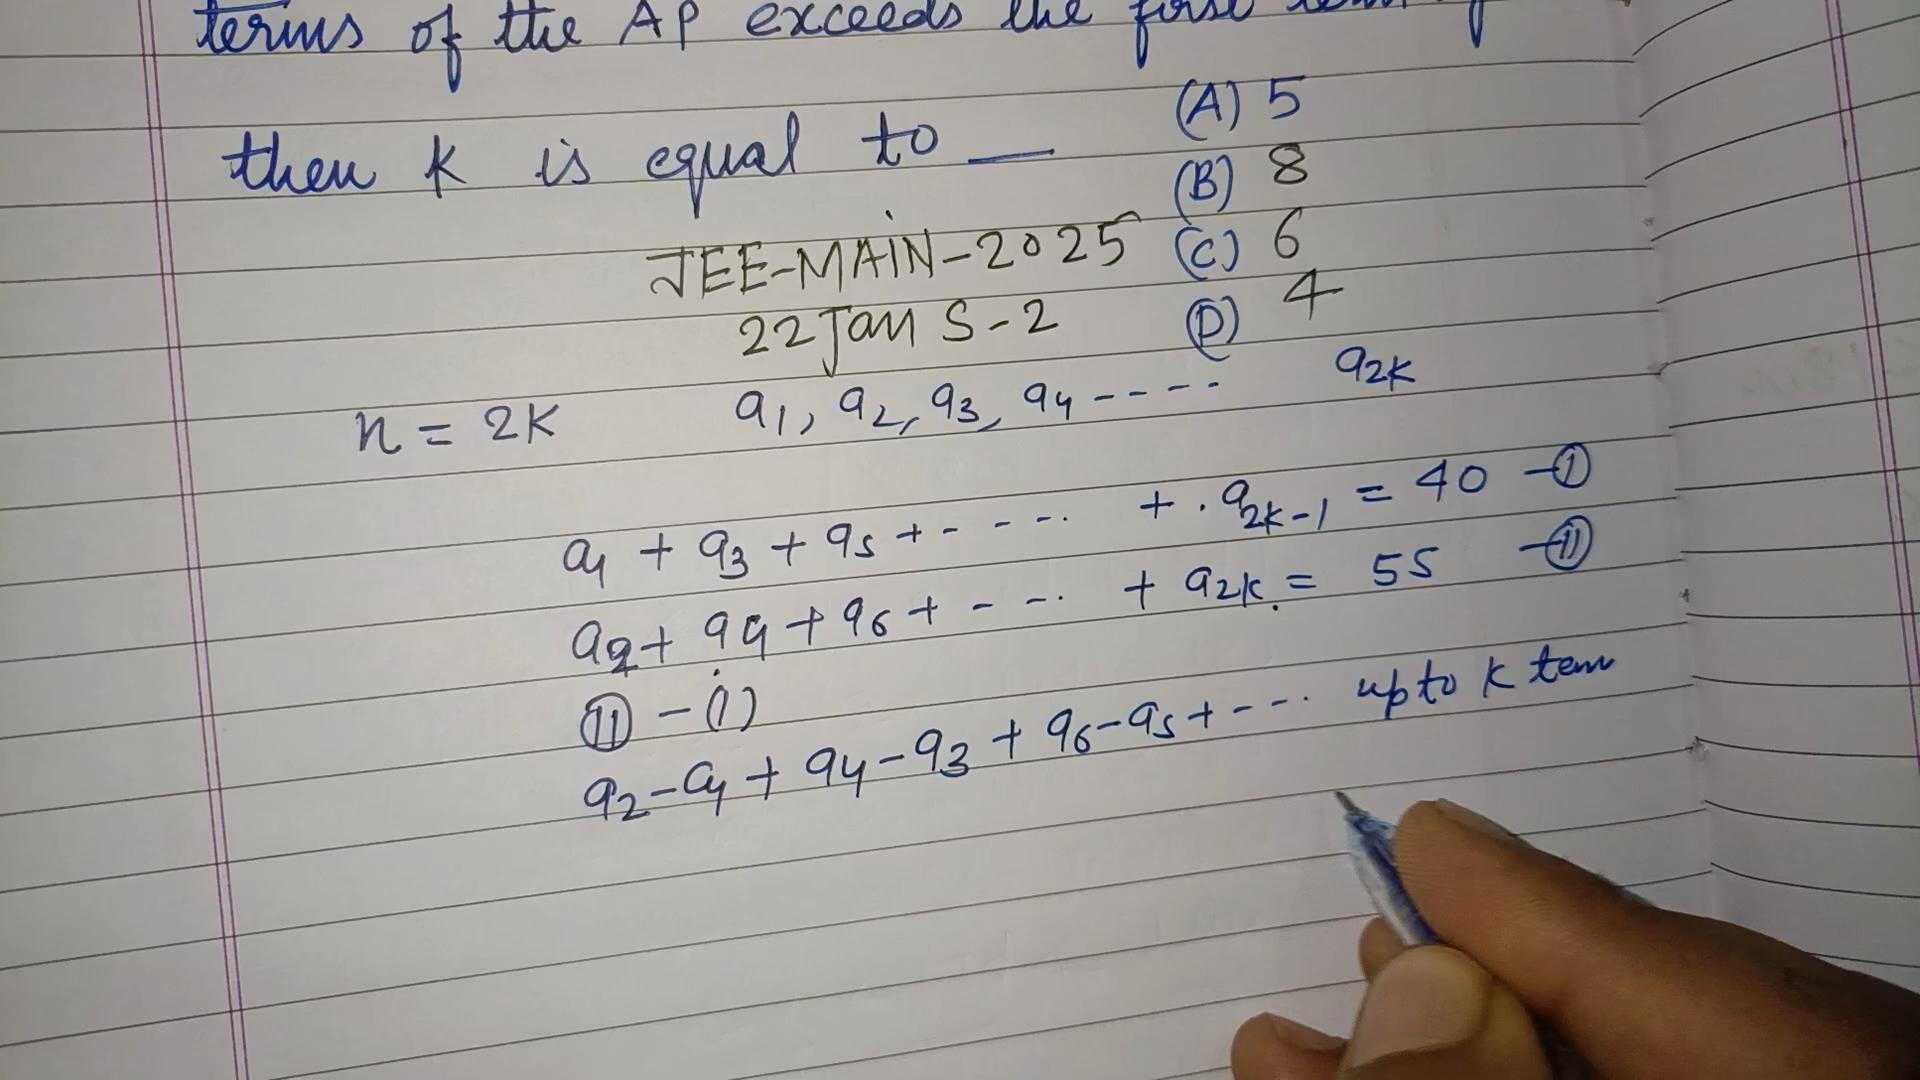 terms of the AP exceeds the first
then K is equal to __
(A) 5
(B) 8
(C) 6
(D) 4
JEE-MAIN-2025
22 Jan S-2
n = 2K
a1, a2, a3, a4 ---- a2K
a1 + a3 + a5 + - - -- + . a2k-1 = 40 -(I)
a2 + a4 + a6 + - - -- + a2k. = 55 -(II)
(II) - (i)
a2-a1 + a4-a3 + a6-a5 + --- upto K term